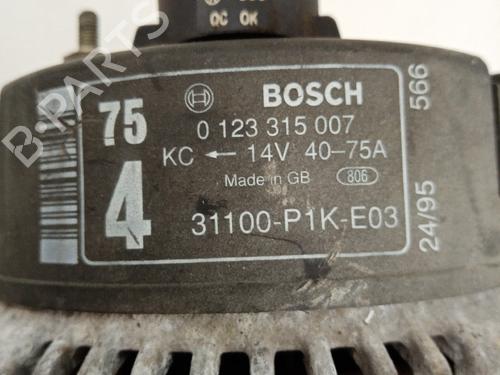 QC OK
75
4
BOSCH
0 123 315 007
KC ← 14V 40-75A
Made in GB 806
31100-P1K-E03
24/95 566
B-PARTS